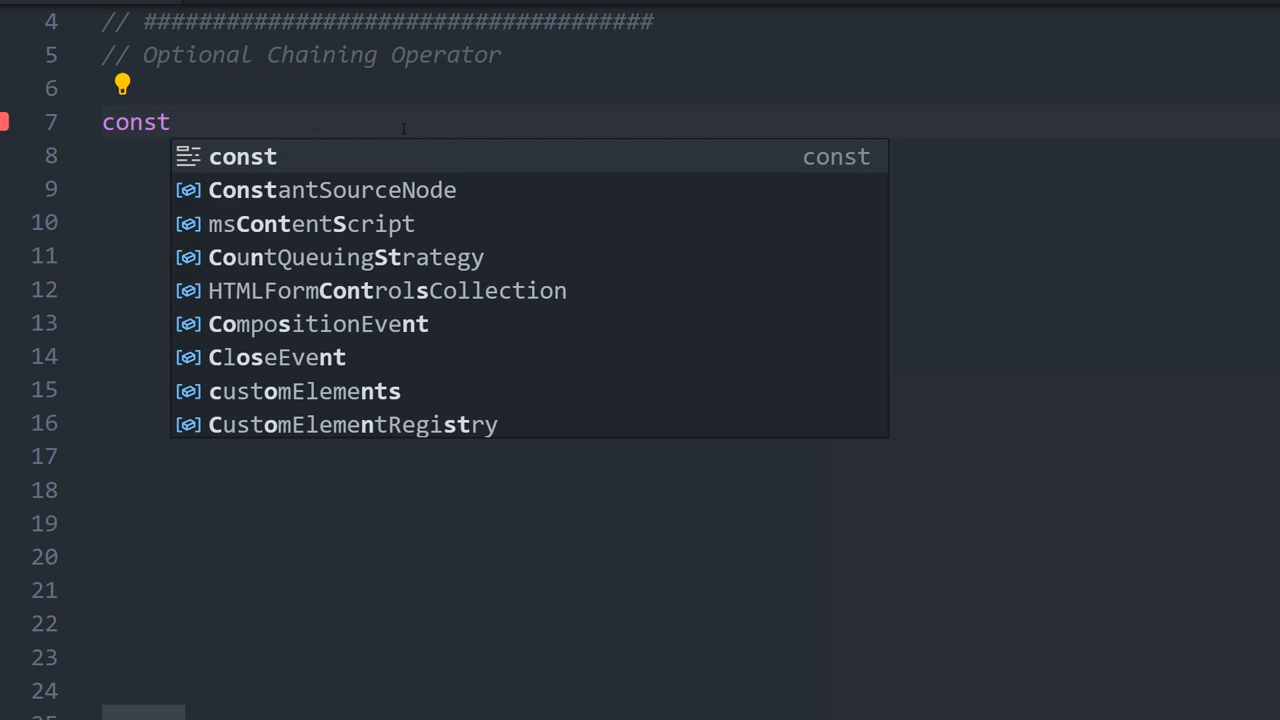 4 // #####################################
5 // Optional Chaining Operator
6
7 const
8 const const
9 ConstantSourceNode
10 msContentScript
11 CountQueuingStrategy
12 HTMLFormControlsCollection
13 CompositionEvent
14 CloseEvent
15 customElements
16 CustomElementRegistry
17
18
19
20
21
22
23
24